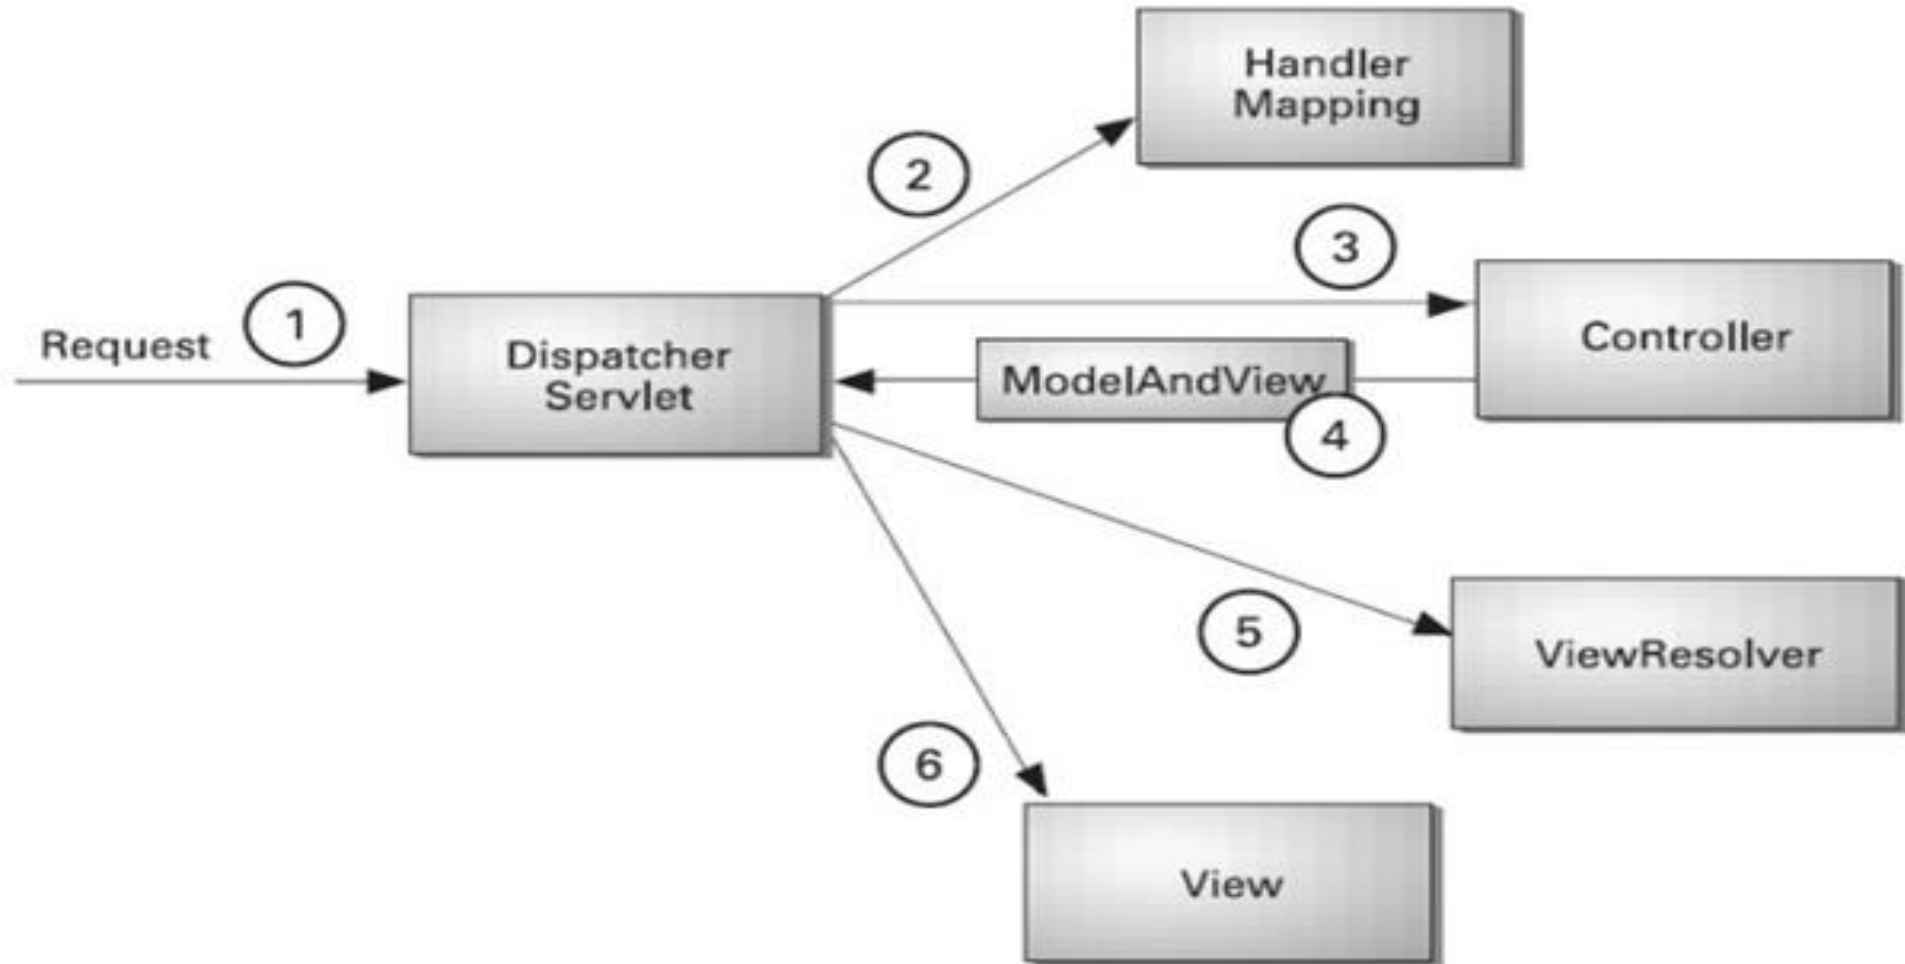 Handler
Mapping
2
3
Request
1
Dispatcher
Servlet
Controller
ModelAndView
4
5
ViewResolver
6
View